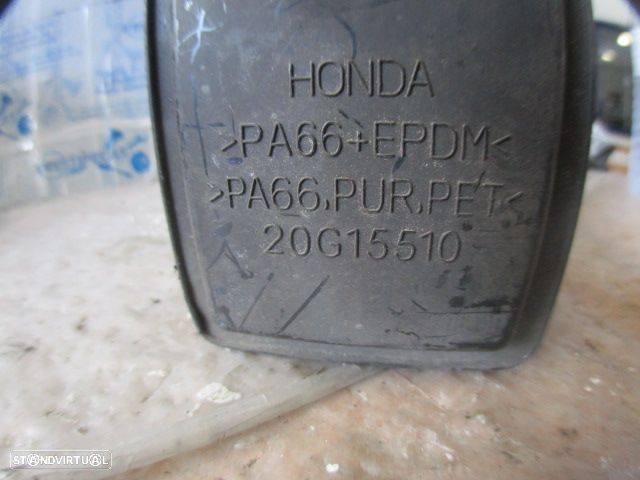 HONDA
>PA66+EPDM<
>PA66,PUR,PET<
20G15510
STANDVIRTUAL